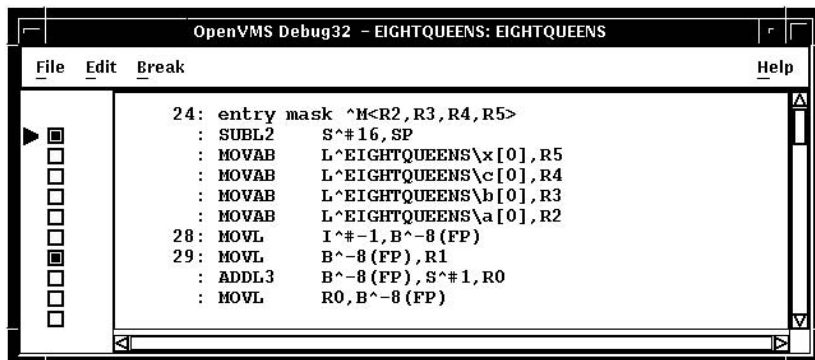 OpenVMS Debug32 - EIGHTQUEENS: EIGHTQUEENS
File Edit Break Help
24: entry mask ^M<R2,R3,R4,R5>
: SUBL2 S^#16,SP
: MOVAB L^EIGHTQUEENS\x[0],R5
: MOVAB L^EIGHTQUEENS\c[0],R4
: MOVAB L^EIGHTQUEENS\b[0],R3
: MOVAB L^EIGHTQUEENS\a[0],R2
28: MOVL I^#-1,B^-8(FP)
29: MOVL B^-8(FP),R1
: ADDL3 B^-8(FP),S^#1,R0
: MOVL R0,B^-8(FP)